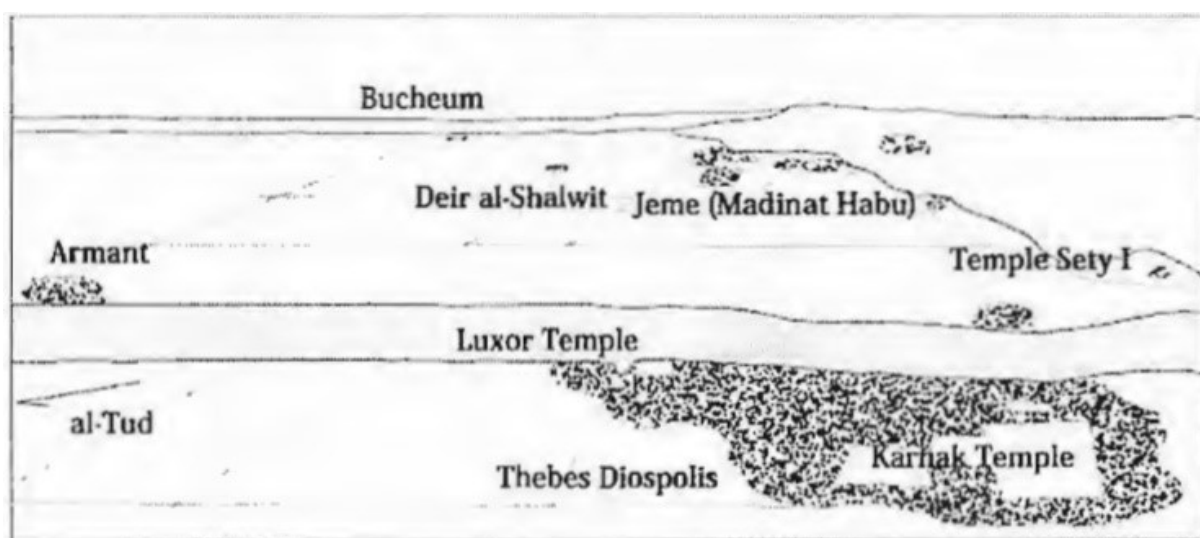 Bucheum
Deir al-Shalwit
Jeme (Madinat Habu)
Armant
Temple Sety I
Luxor Temple
al-Tud
Karnak Temple
Thebes Diospolis